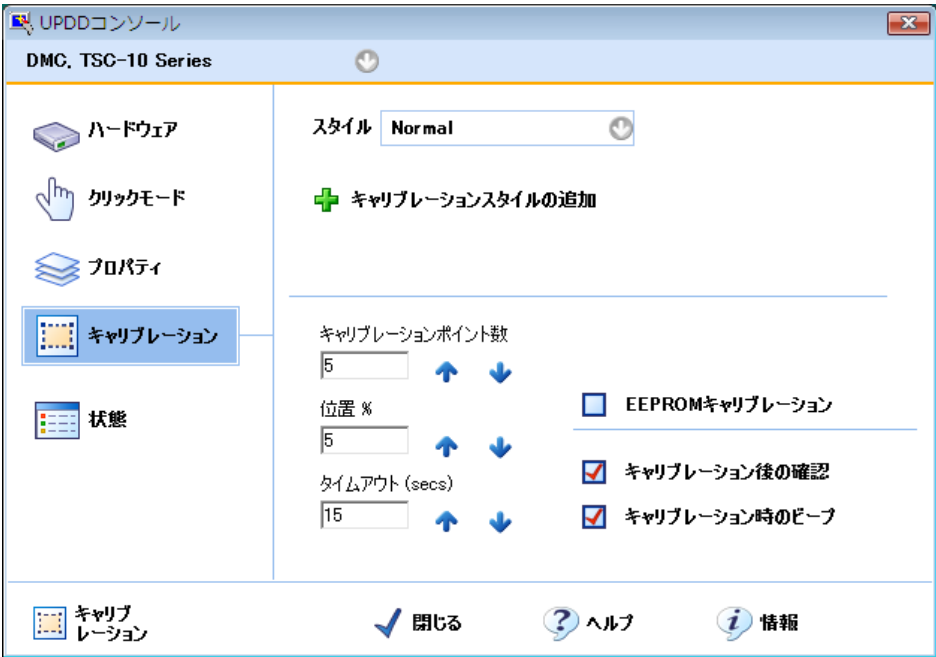 UPDDコンソール
DMC, TSC-10 Series
ハードウェア
クリックモード
プロパティ
キャリブレーション
状態
スタイル Normal
キャリブレーションスタイルの追加
キャリブレーションポイント数
5
位置 %
5
タイムアウト (secs)
15
EEPROMキャリブレーション
キャリブレーション後の確認
キャリブレーション時のビープ
キャリブ
レーション
閉じる
ヘルプ
情報